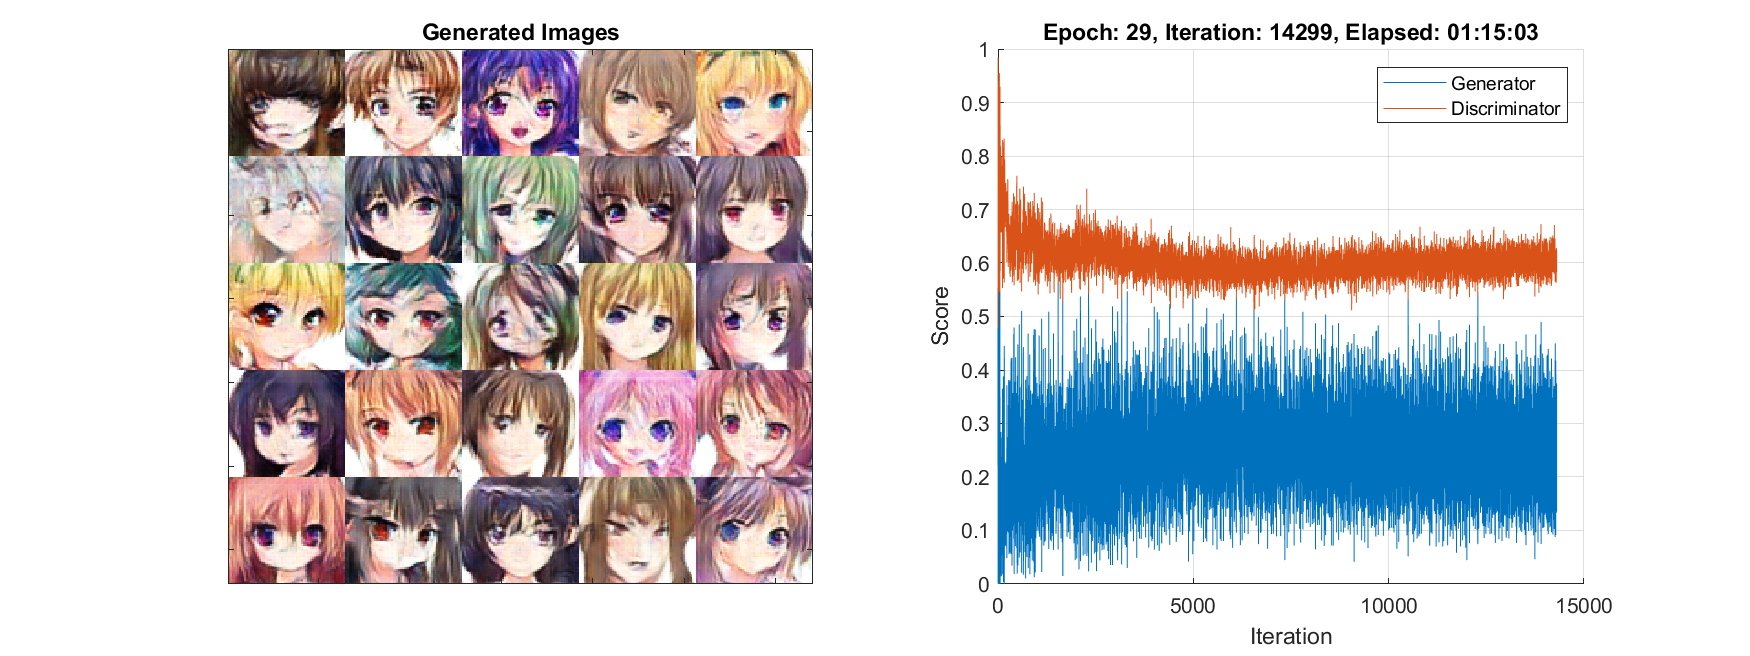 Generated Images
Epoch: 29, Iteration: 14299, Elapsed: 01:15:03
1
0.9
0.8
0.7
0.6
0.5
0.4
0.3
0.2
0.1
0
Score
Generator
Discriminator
0
5000
10000
15000
Iteration